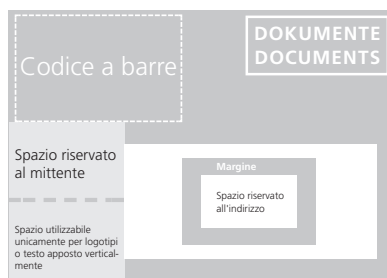 Codice a barre
DOKUMENTE
DOCUMENTS
Spazio riservato
al mittente
Spazio utilizzabile
unicamente per logotipi
o testo apposto vertical-
mente
Margine
Spazio riservato
all'indirizzo